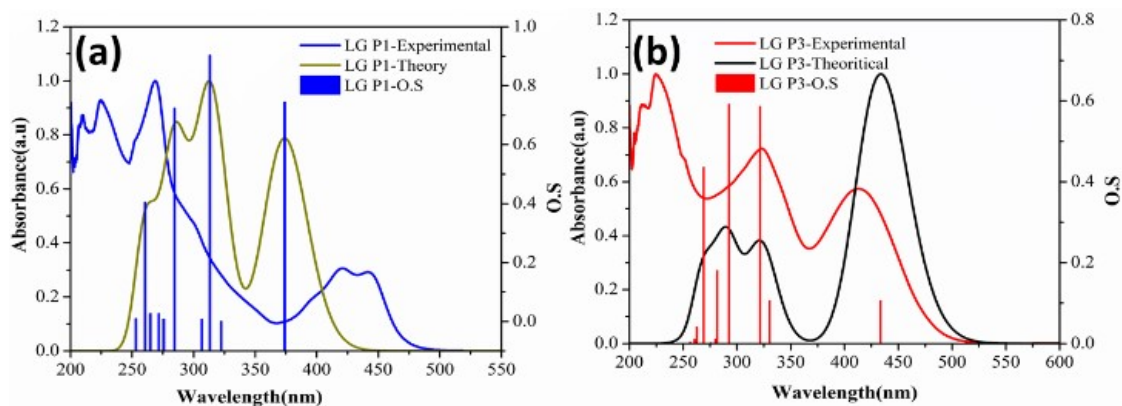 (a)
LG P1-Experimental
LG P1-Theory
LG P1-O.S
Absorbance(a.u)
1.2
1.0
0.8
0.6
0.4
0.2
0.0
1.0
0.8
0.6
0.4
0.2
0.0
O.S
200 250 300 350 400 450 500 550
Wavelength(nm)
(b)
LG P3-Experimental
LG P3-Theoritical
LG P3-O.S
Absorbance(a.u)
1.2
1.0
0.8
0.6
0.4
0.2
0.0
0.8
0.6
0.4
0.2
0.0
O.S
200 250 300 350 400 450 500 550 600
Wavelength(nm)